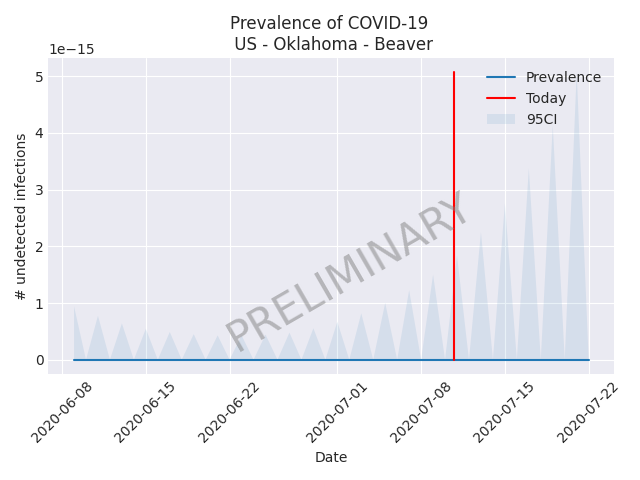 Prevalence of COVID-19
US - Oklahoma - Beaver
1e−15
5
4
3
2
1
0
# undetected infections
Prevalence
Today
95CI
PRELIMINARY
2020-06-08
2020-06-15
2020-06-22
2020-07-01
2020-07-08
2020-07-15
2020-07-22
Date